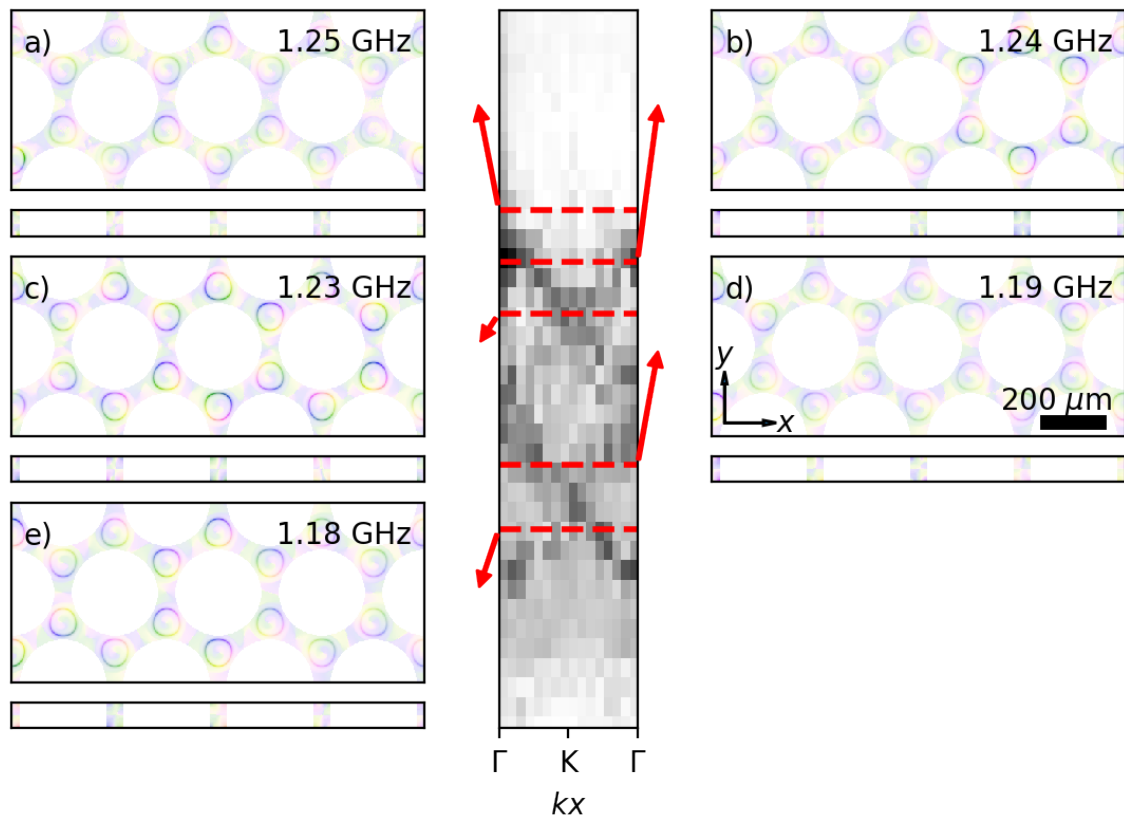 a) 1.25 GHz
b) 1.24 GHz
c) 1.23 GHz
d) 1.19 GHz
y
x
200 μm
e) 1.18 GHz
Γ K Γ
kx